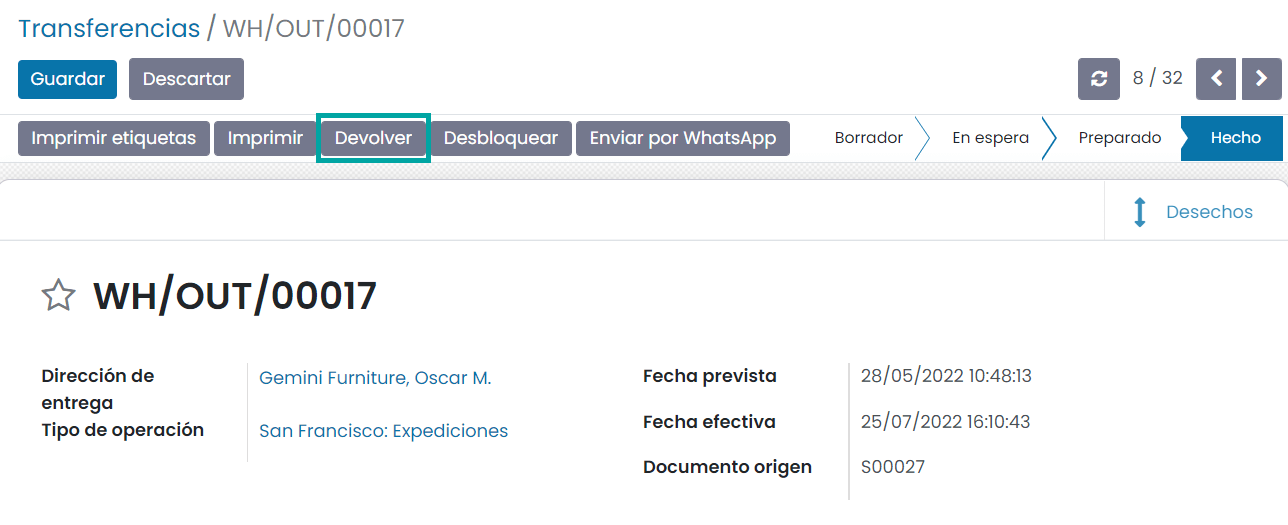 Transferencias / WH/OUT/00017
Guardar Descartar 8 / 32
Imprimir etiquetas Imprimir Devolver Desbloquear Enviar por WhatsApp Borrador En espera Preparado Hecho
Desechos
WH/OUT/00017
Dirección de entrega Gemini Furniture, Oscar M.
Tipo de operación San Francisco: Expediciones
Fecha prevista 28/05/2022 10:48:13
Fecha efectiva 25/07/2022 16:10:43
Documento origen S00027